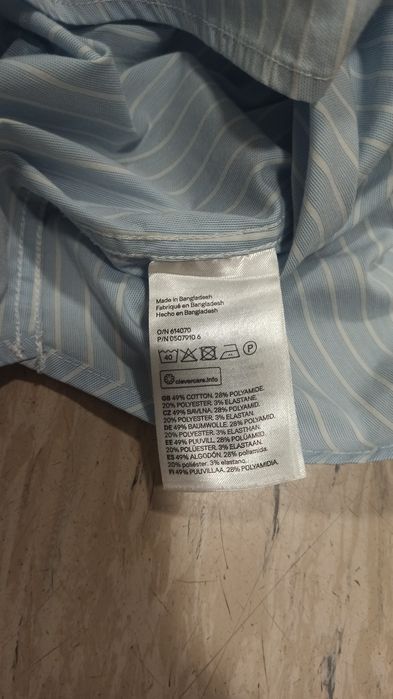 Made in Bangladesh
Fabriqué en Bangladesh
Hecho en Bangladesh
O/N 614070
P/N 0507910 6
40 P
clevercare.info
GB 49% COTTON. 28% POLYAMIDE.
20% POLYESTER. 3% ELASTANE.
CZ 49% SAVLNA. 28% POLYAMID.
20% POLYESTER. 3% ELASTAN.
DE 49% BAUMWOLLE. 28% POLYAMID.
20% POLYESTER. 3% ELASTHAN.
EE 49% PUUVILL. 28% POLÜAMIID.
20% POLÜESTER. 3% ELASTAAN.
ES 49% ALGODÓN. 28% poliamida.
20% poliéster. 3% elastano.
FI 49% PUUVILLAA. 28% POLYAMIDIA.